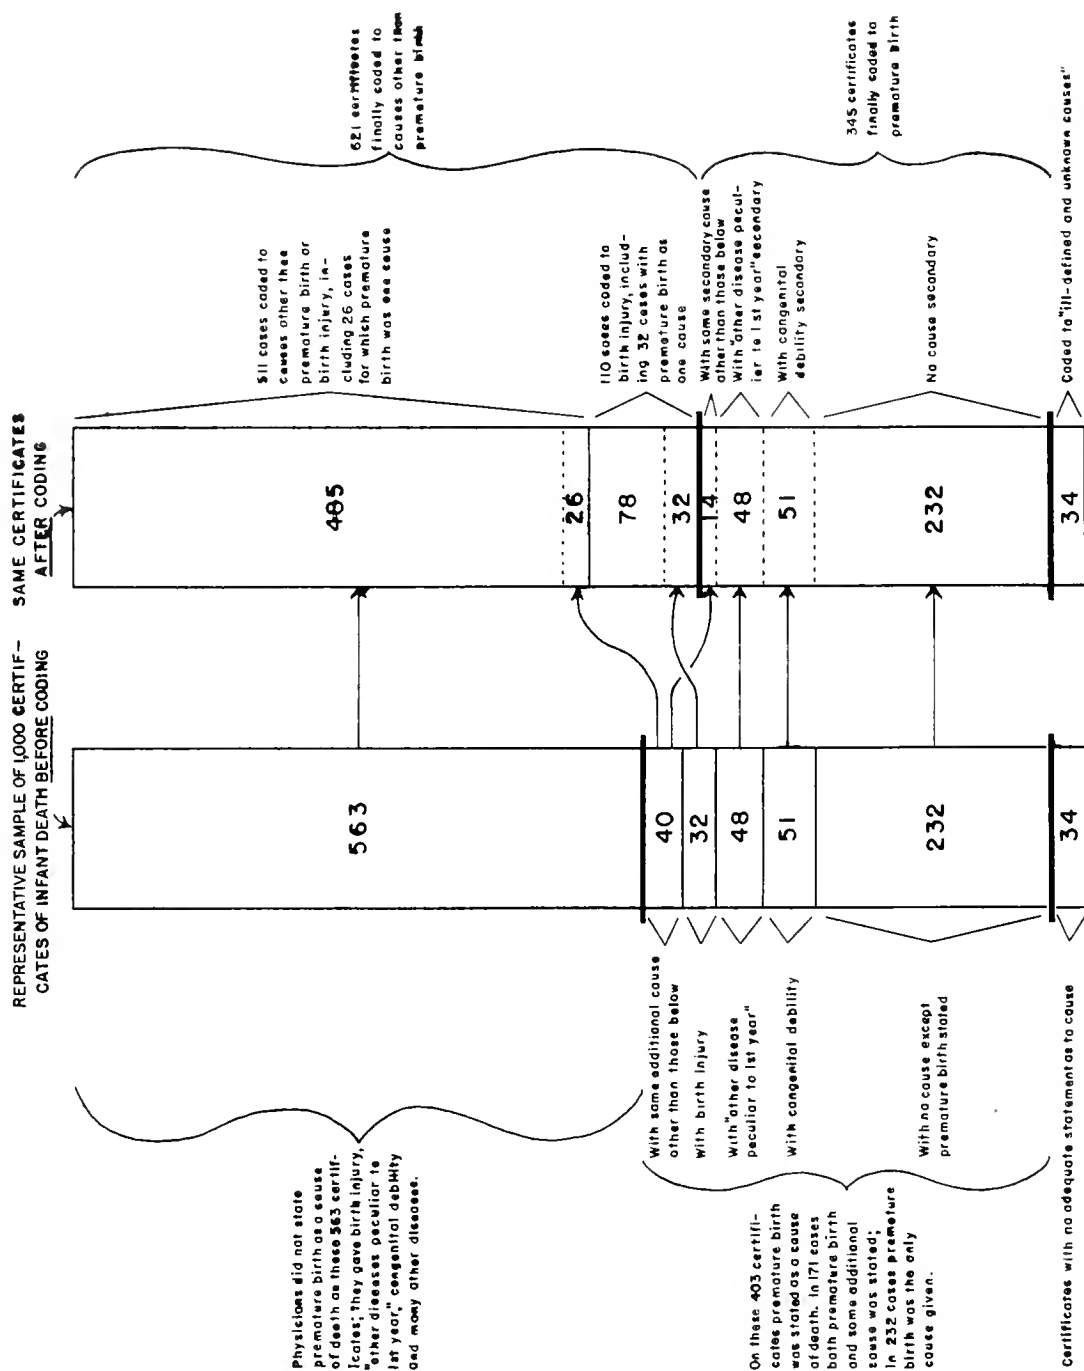 REPRESENTATIVE SAMPLE OF 1,000 CERTIF-
CATES OF INFANT DEATH BEFORE CODING
SAME CERTIFICATES
AFTER CODING
Physicians did not state
premature birth as a cause
of death on these 563 certif-
icates; they gave birth injury,
"other diseases peculiar to
1st year," congenital debility
and many other diseases.
On these 403 certifi-
cates premature birth
was stated as a cause
of death. In 171 cases
both premature birth
and some additional
cause was stated;
In 232 cases premature
birth was the only
cause given.
With some additional cause
other than those below
With birth injury
With "other disease
peculiar to 1st year"
With congenital debility
With no cause except
premature birth stated
Certificates with no adequate statement as to cause
563
40
32
48
51
232
34
485
26
78
32
14
48
51
232
34
511 cases coded to
causes other than
premature birth or
birth injury, in-
cluding 26 cases
for which premature
birth was one cause
110 cases coded to
birth injury, includ-
ing 32 cases with
premature birth as
one cause
With some secondary cause
other than those below
With "other disease pecul-
iar to 1st year" secondary
With congenital
debility secondary
No cause secondary
Coded to "ill-defined and unknown causes"
621 certificates
finally coded to
causes other than
premature birth
345 certificates
finally coded to
premature birth